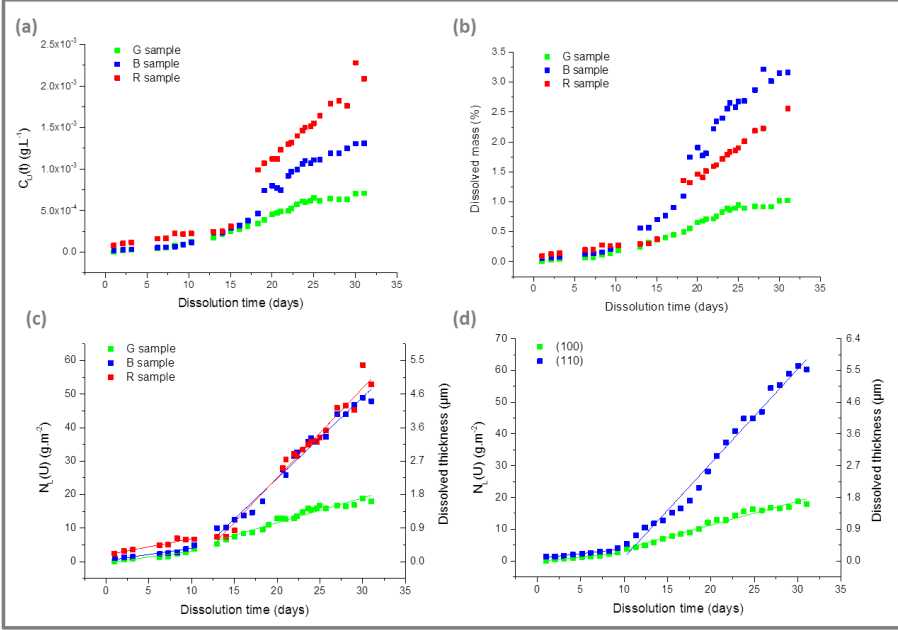 (a)
G sample
B sample
R sample
2.5x10⁻³
2.0x10⁻³
1.5x10⁻³
1.0x10⁻³
5.0x10⁻⁴
0.0
C_U(t) (g.L⁻¹)
0 5 10 15 20 25 30 35
Dissolution time (days)
(b)
G sample
B sample
R sample
3.5
3.0
2.5
2.0
1.5
1.0
0.5
0.0
Dissolved mass (%)
0 5 10 15 20 25 30 35
Dissolution time (days)
(c)
G sample
B sample
R sample
60
50
40
30
20
10
0
N_L(U) (g.m⁻²)
5.5
4.6
3.7
2.7
1.8
0.9
0.0
Dissolved thickness (µm)
0 5 10 15 20 25 30 35
Dissolution time (days)
(d)
(100)
(110)
70
60
50
40
30
20
10
0
N_L(U) (g.m⁻²)
6.4
5.5
4.6
3.7
2.7
1.8
0.9
0.0
Dissolved thickness (µm)
0 5 10 15 20 25 30 35
Dissolution time (days)